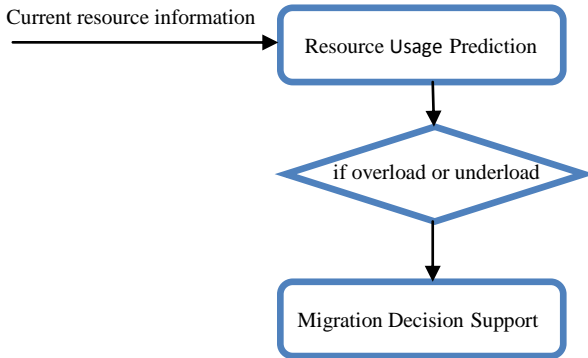 Current resource information
Resource Usage Prediction
if overload or underload
Migration Decision Support